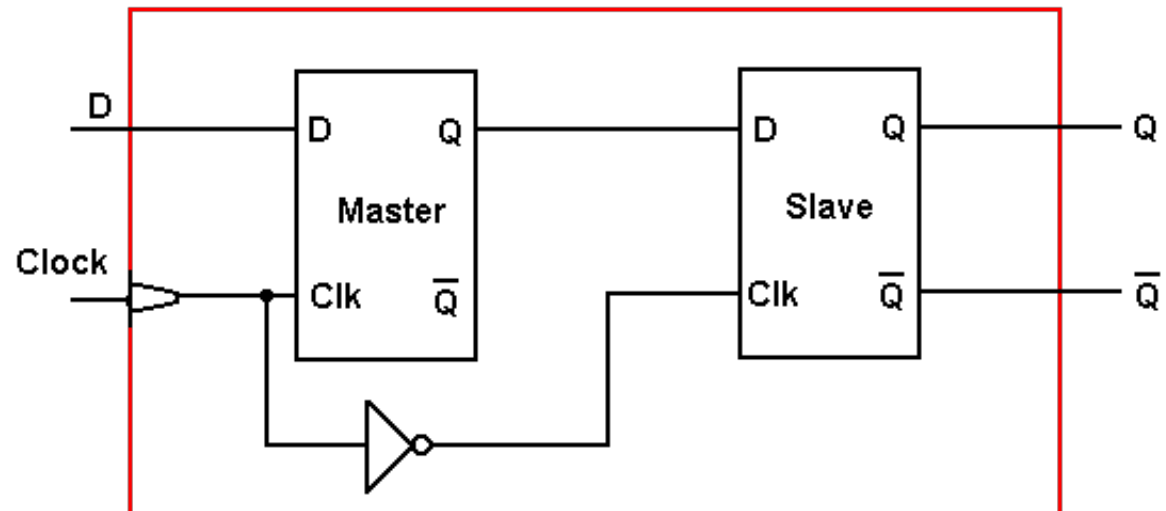 D
D Q
D Q
Q
Master
Slave
Clock
Clk Q̅
Clk Q̅
Q̅